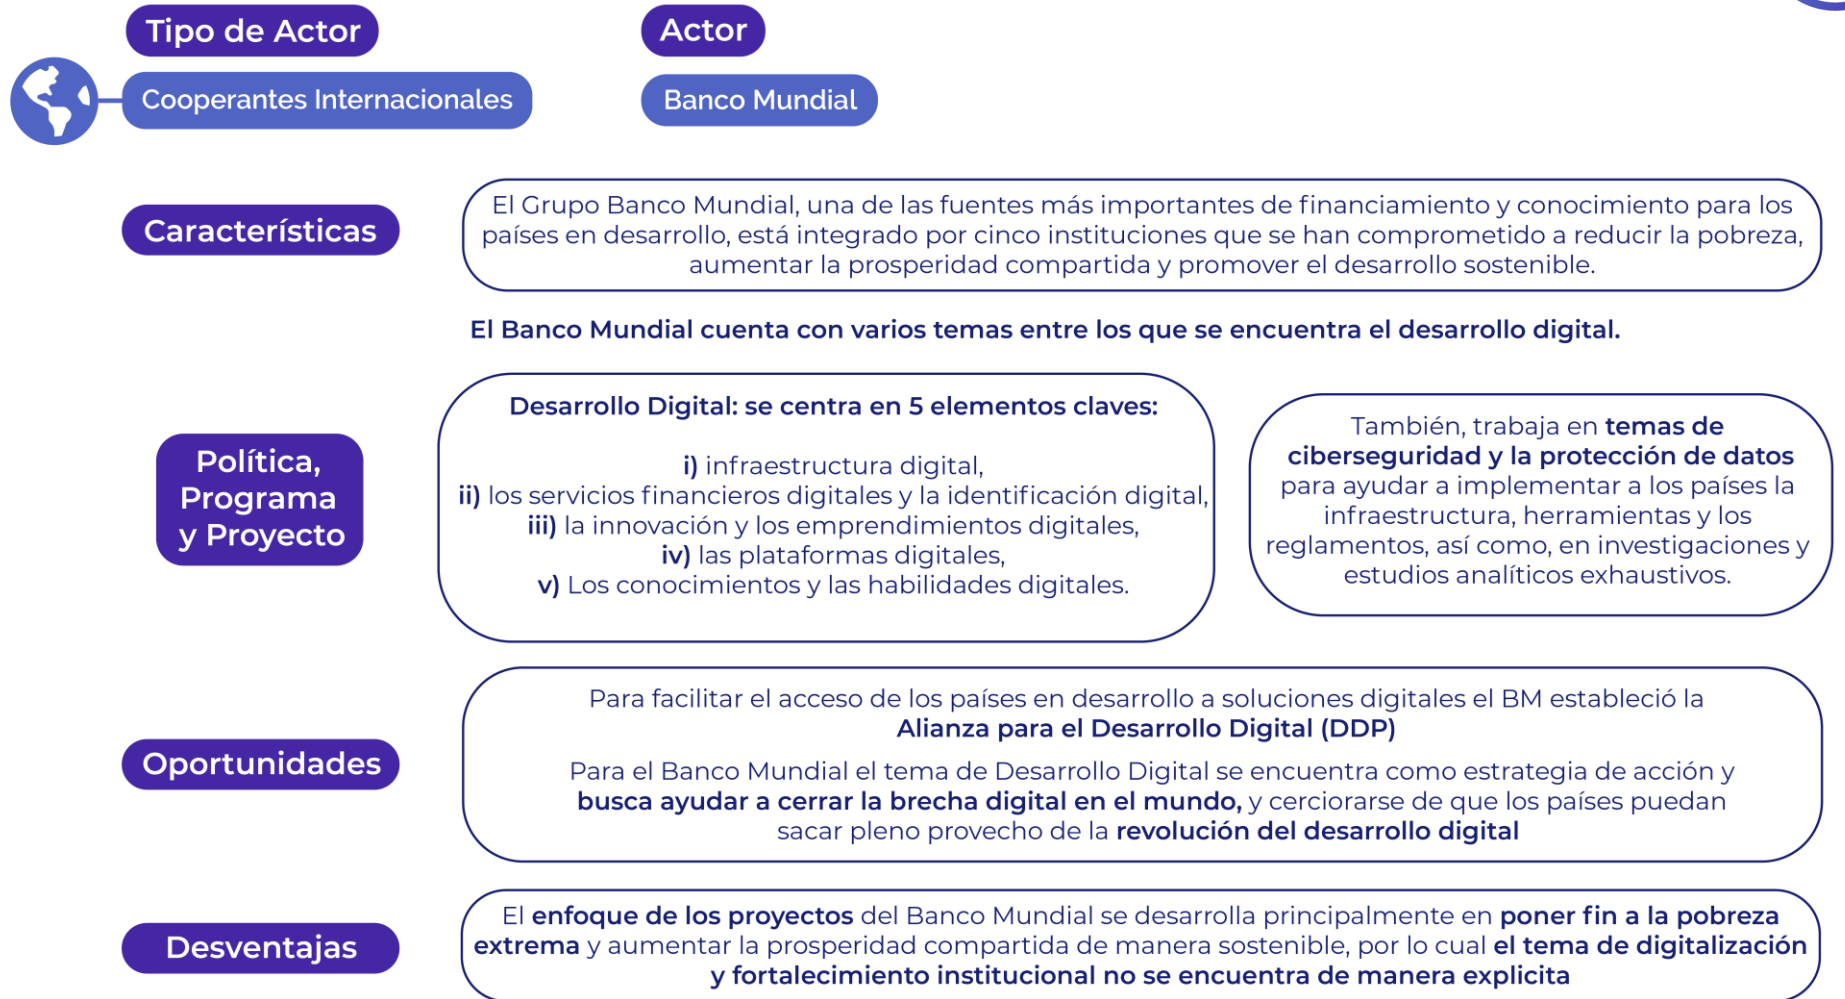 Tipo de Actor
Actor
Cooperantes Internacionales
Banco Mundial
Características
El Grupo Banco Mundial, una de las fuentes más importantes de financiamiento y conocimiento para los
países en desarrollo, está integrado por cinco instituciones que se han comprometido a reducir la pobreza,
aumentar la prosperidad compartida y promover el desarrollo sostenible.
El Banco Mundial cuenta con varios temas entre los que se encuentra el desarrollo digital.
Política,
Programa
y Proyecto
Desarrollo Digital: se centra en 5 elementos claves:
i) infraestructura digital,
ii) los servicios financieros digitales y la identificación digital,
iii) la innovación y los emprendimientos digitales,
iv) las plataformas digitales,
v) Los conocimientos y las habilidades digitales.
También, trabaja en temas de
ciberseguridad y la protección de datos
para ayudar a implementar a los países la
infraestructura, herramientas y los
reglamentos, así como, en investigaciones y
estudios analíticos exhaustivos.
Oportunidades
Para facilitar el acceso de los países en desarrollo a soluciones digitales el BM estableció la
Alianza para el Desarrollo Digital (DDP)
Para el Banco Mundial el tema de Desarrollo Digital se encuentra como estrategia de acción y
busca ayudar a cerrar la brecha digital en el mundo, y cerciorarse de que los países puedan
sacar pleno provecho de la revolución del desarrollo digital
Desventajas
El enfoque de los proyectos del Banco Mundial se desarrolla principalmente en poner fin a la pobreza
extrema y aumentar la prosperidad compartida de manera sostenible, por lo cual el tema de digitalización
y fortalecimiento institucional no se encuentra de manera explicita